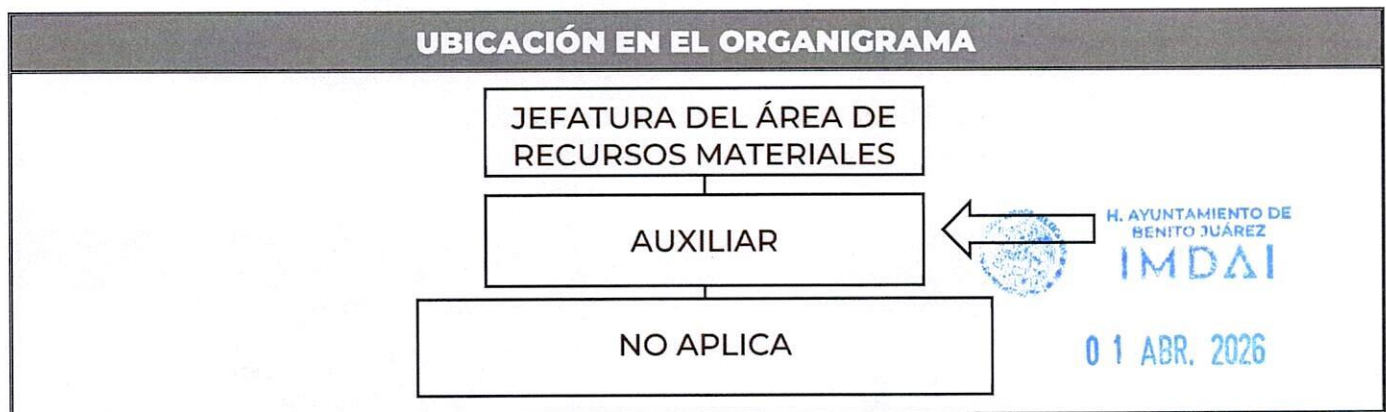 UBICACIÓN EN EL ORGANIGRAMA
JEFATURA DEL ÁREA DE
RECURSOS MATERIALES
AUXILIAR
H. AYUNTAMIENTO DE
BENITO JUÁREZ
IMDAI
NO APLICA
01 ABR. 2026